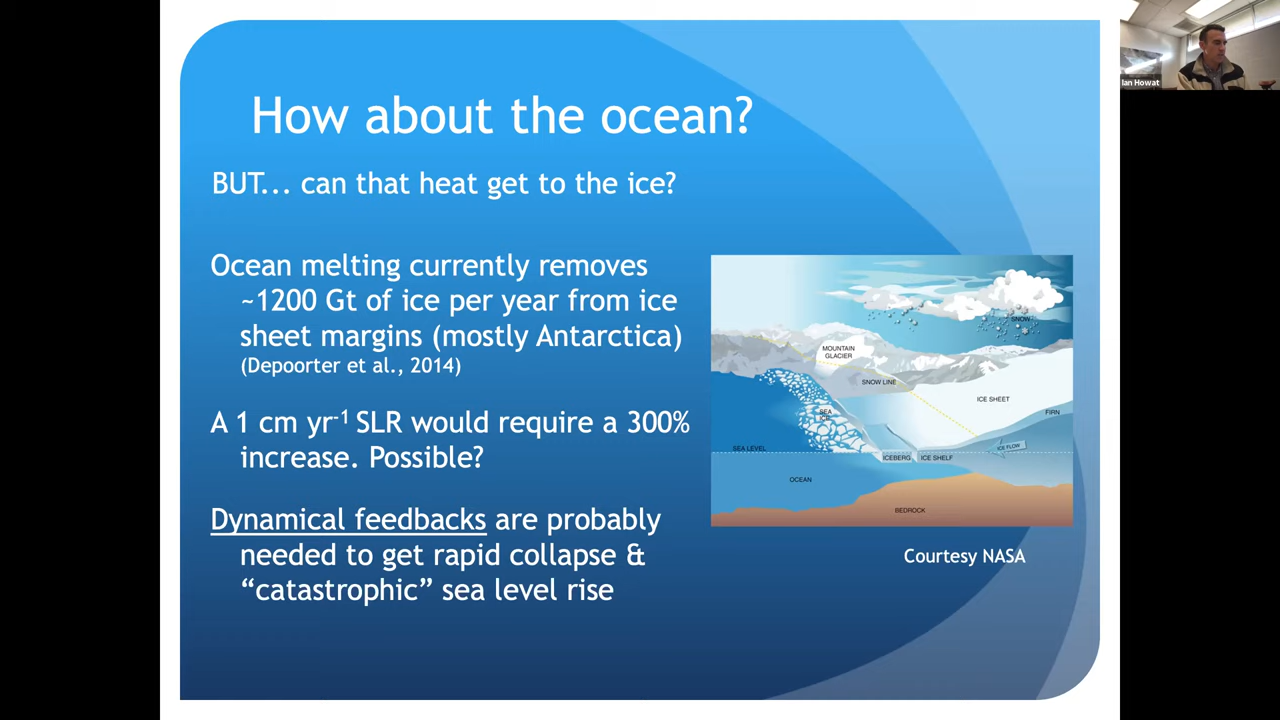 How about the ocean?
BUT... can that heat get to the ice?
Ocean melting currently removes
~1200 Gt of ice per year from ice
sheet margins (mostly Antarctica)
(Depoorter et al., 2014)
A 1 cm yr⁻¹ SLR would require a 300%
increase. Possible?
Dynamical feedbacks are probably
needed to get rapid collapse &
“catastrophic” sea level rise
SNOW
MOUNTAIN
GLACIER
SNOW LINE
ICE SHEET
SEA
ICE
FIRN
SEA LEVEL
ICE FLOW
ICEBERG
ICE SHELF
OCEAN
BEDROCK
Courtesy NASA
Ian Howat